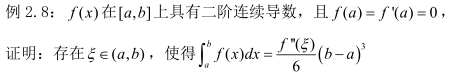 例 2.8：f(x)在[a,b]上具有二阶连续导数，且 f(a)=f'(a)=0，
证明：存在ξ∈(a,b)，使得∫_a^b f(x)dx = f''(ξ)/6 (b−a)^3